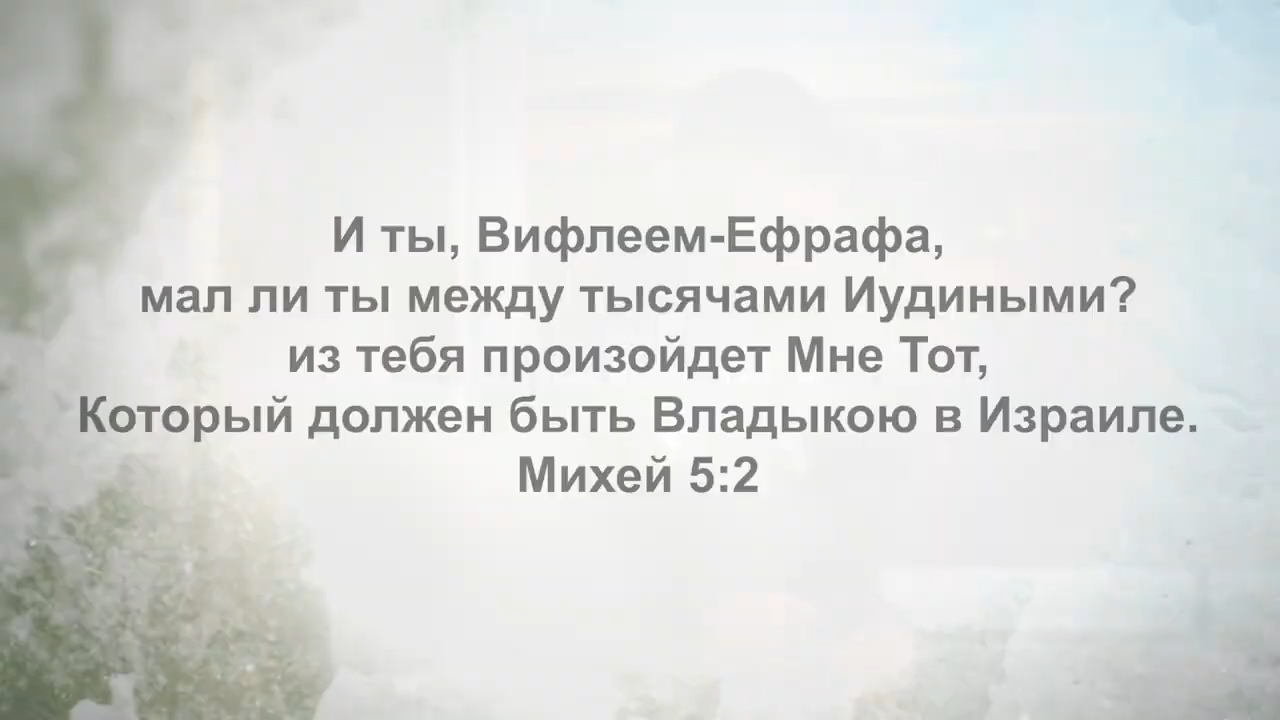 И ты, Вифлеем-Ефрафа,
мал ли ты между тысячами Иудиными?
из тебя произойдет Мне Тот,
Который должен быть Владыкою в Израиле.
Михей 5:2